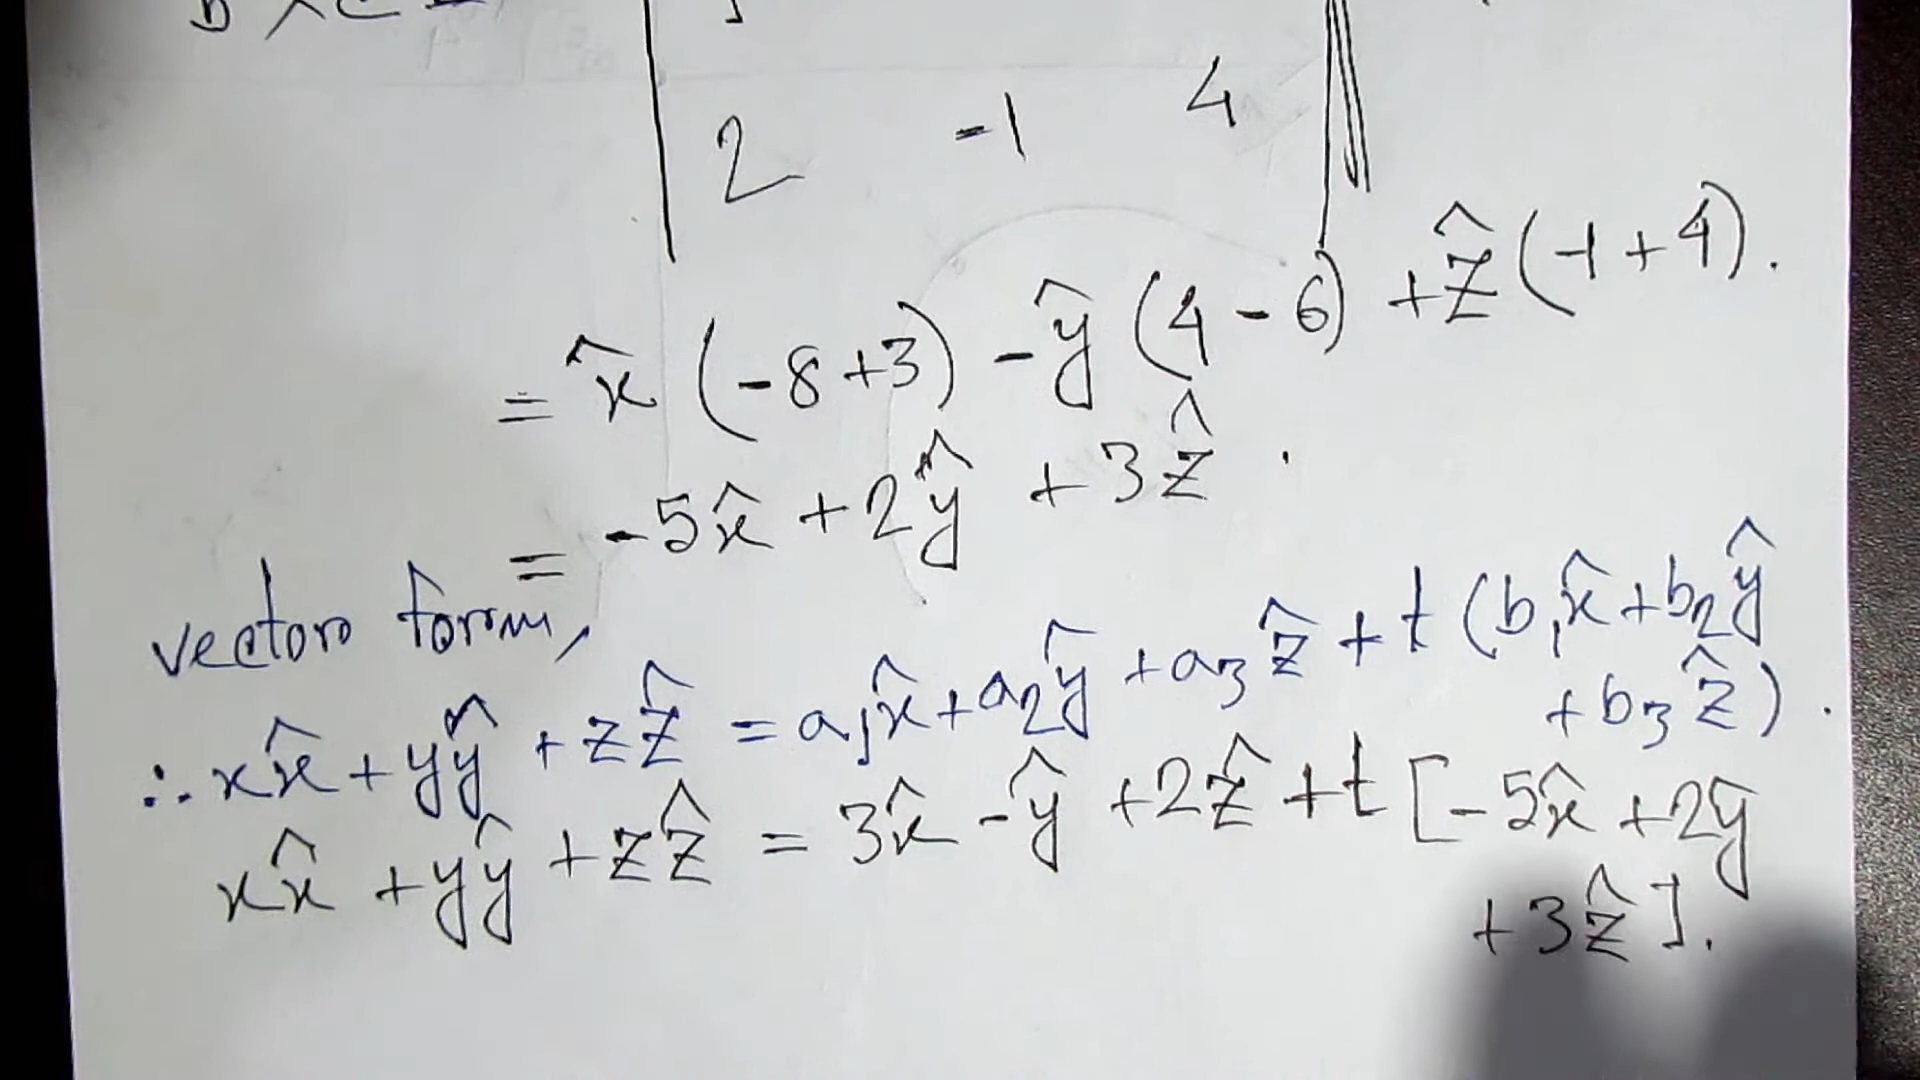 2 -1 4
= x̂ (-8+3) - ŷ (4-6) + ẑ (-1+4).
= -5x̂ + 2ŷ + 3ẑ .
vector form,
∴ xx̂ + yŷ + zẑ = a₁x̂ + a₂ŷ + a₃ẑ + t (b₁x̂ + b₂ŷ
+ b₃ẑ).
xx̂ + yŷ + zẑ = 3x̂ - ŷ + 2ẑ + t [-5x̂ + 2ŷ
+ 3ẑ].